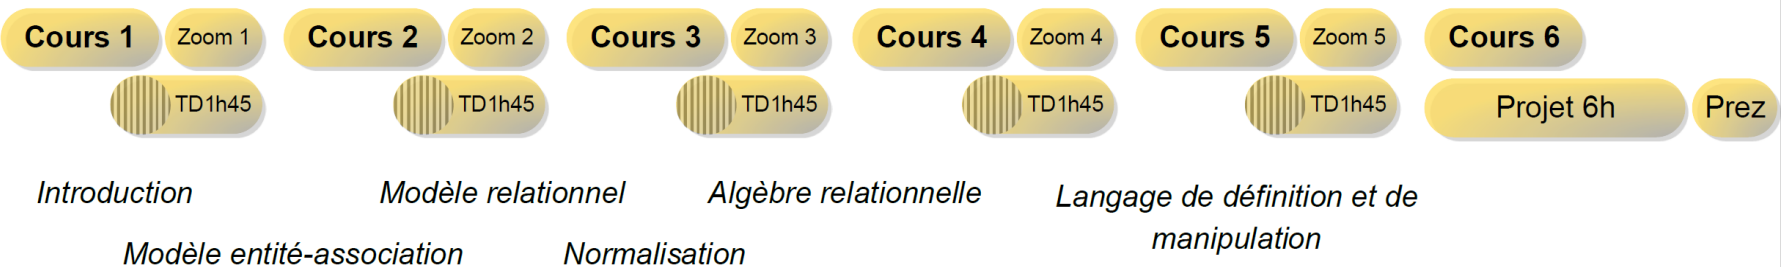 Cours 1 Zoom 1 Cours 2 Zoom 2 Cours 3 Zoom 3 Cours 4 Zoom 4 Cours 5 Zoom 5 Cours 6
TD1h45 TD1h45 TD1h45 TD1h45 TD1h45 Projet 6h Prez
Introduction Modèle relationnel Algèbre relationnelle Langage de définition et de
Modèle entité-association Normalisation manipulation